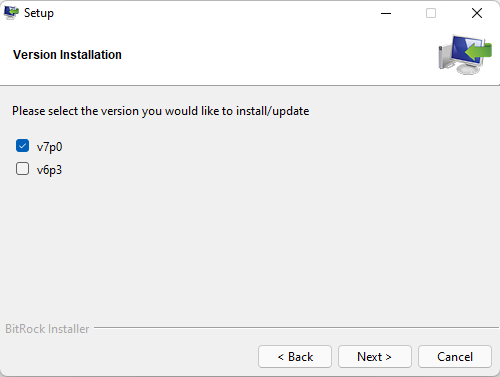 Setup
Version Installation
Please select the version you would like to install/update
v7p0
v6p3
BitRock Installer
< Back
Next >
Cancel